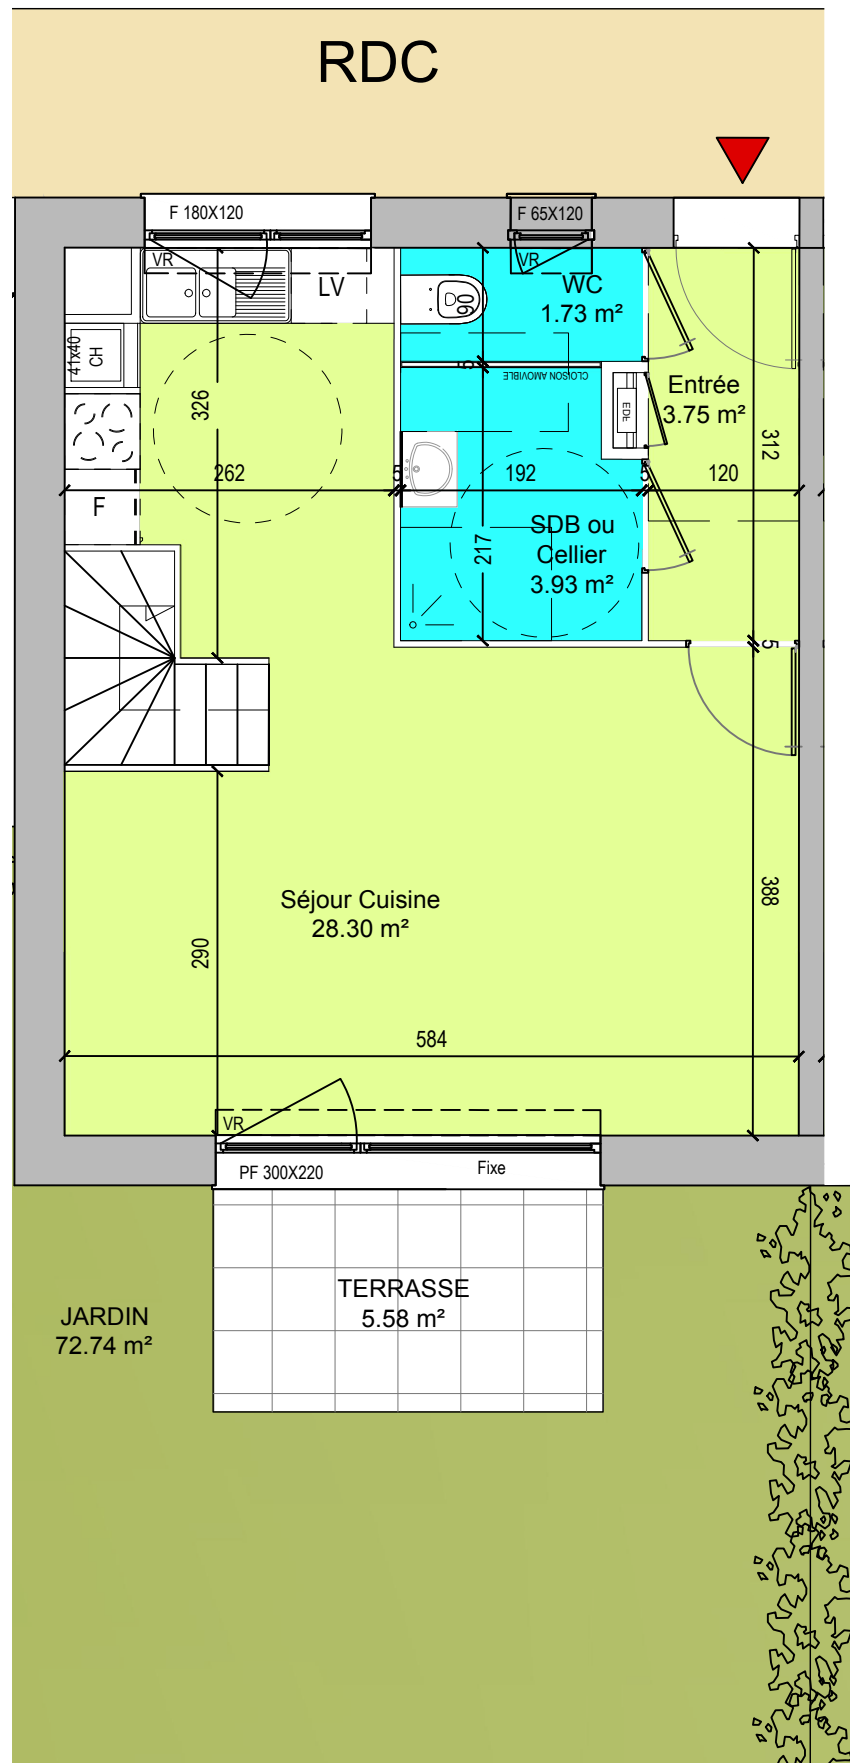 RDC
F 180X120
F 65X120
VR
VR
LV
WC
1.73 m²
90
41x40
CH
5
CLOISON AMOVIBLE
EDL
Entrée
3.75 m²
326
312
262
5
192
5
120
F
217
SDB ou
Cellier
3.93 m²
5
Séjour Cuisine
28.30 m²
388
290
584
VR
PF 300X220
Fixe
TERRASSE
5.58 m²
JARDIN
72.74 m²